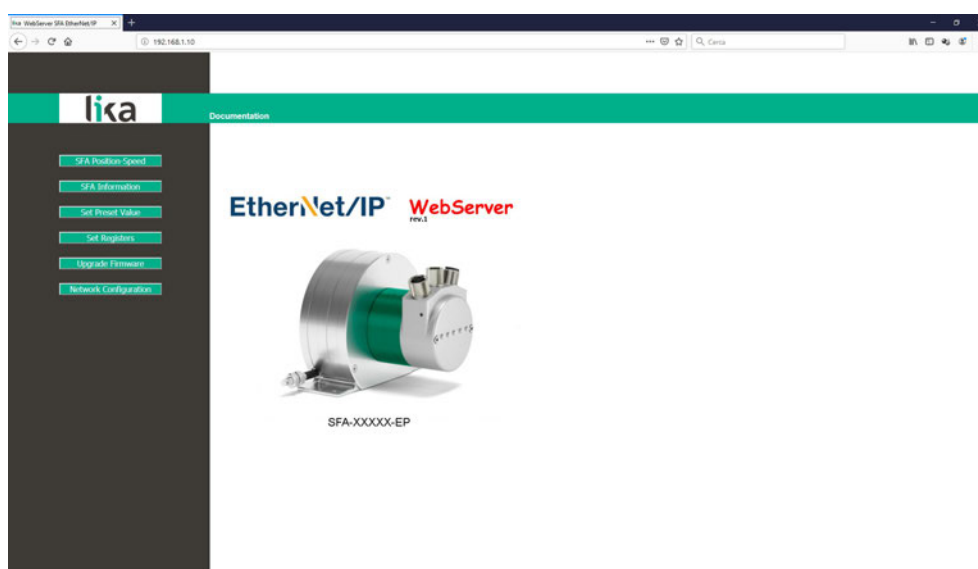 lika WebServer SFA EtherNet/IP
192.168.1.10
Cerca
lika
Documentation
SFA Position-Speed
SFA Information
Set Preset Value
Set Registers
Upgrade Firmware
Network Configuration
EtherNet/IP WebServer
rev.1
SFA-XXXXX-EP